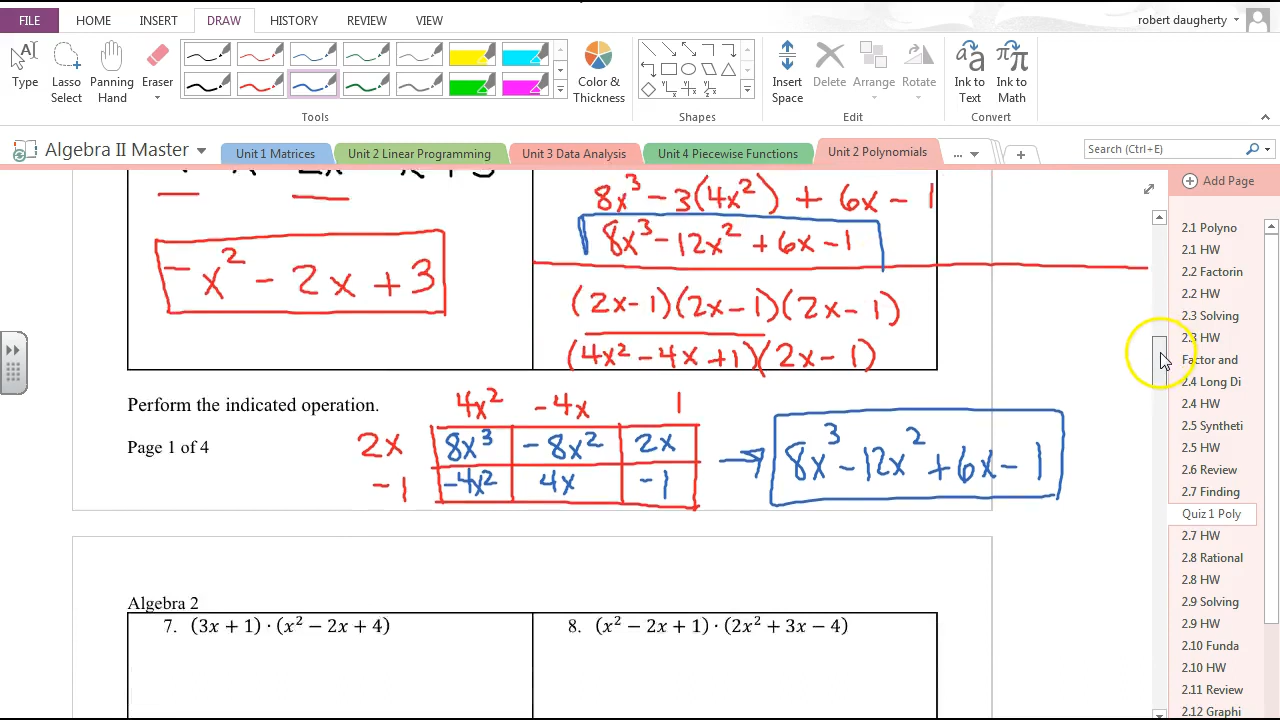 FILE HOME INSERT DRAW HISTORY REVIEW VIEW robert daugherty
Type Lasso Select Panning Hand Eraser Color & Thickness Insert Space Delete Arrange Rotate Ink to Text Ink to Math
Tools Shapes Edit Convert
Algebra II Master Unit 1 Matrices Unit 2 Linear Programming Unit 3 Data Analysis Unit 4 Piecewise Functions Unit 2 Polynomials ... Search (Ctrl+E)
Add Page
8x³ - 3(4x²) + 6x - 1
8x³ - 12x² + 6x - 1
- x² - 2x + 3
(2x - 1)(2x - 1)(2x - 1)
(4x² - 4x + 1)(2x - 1)
Perform the indicated operation.
4x² - 4x 1
Page 1 of 4
2x 8x³ - 8x² 2x
- 1 - 4x² 4x - 1
8x³ - 12x² + 6x - 1
Algebra 2
7. (3x + 1) · (x² − 2x + 4)
8. (x² − 2x + 1) · (2x² + 3x − 4)
2.1 Polyno
2.1 HW
2.2 Factorin
2.2 HW
2.3 Solving
2.3 HW
Factor and
2.4 Long Di
2.4 HW
2.5 Syntheti
2.5 HW
2.6 Review
2.7 Finding
Quiz 1 Poly
2.7 HW
2.8 Rational
2.8 HW
2.9 Solving
2.9 HW
2.10 Funda
2.10 HW
2.11 Review
2.12 Graphi